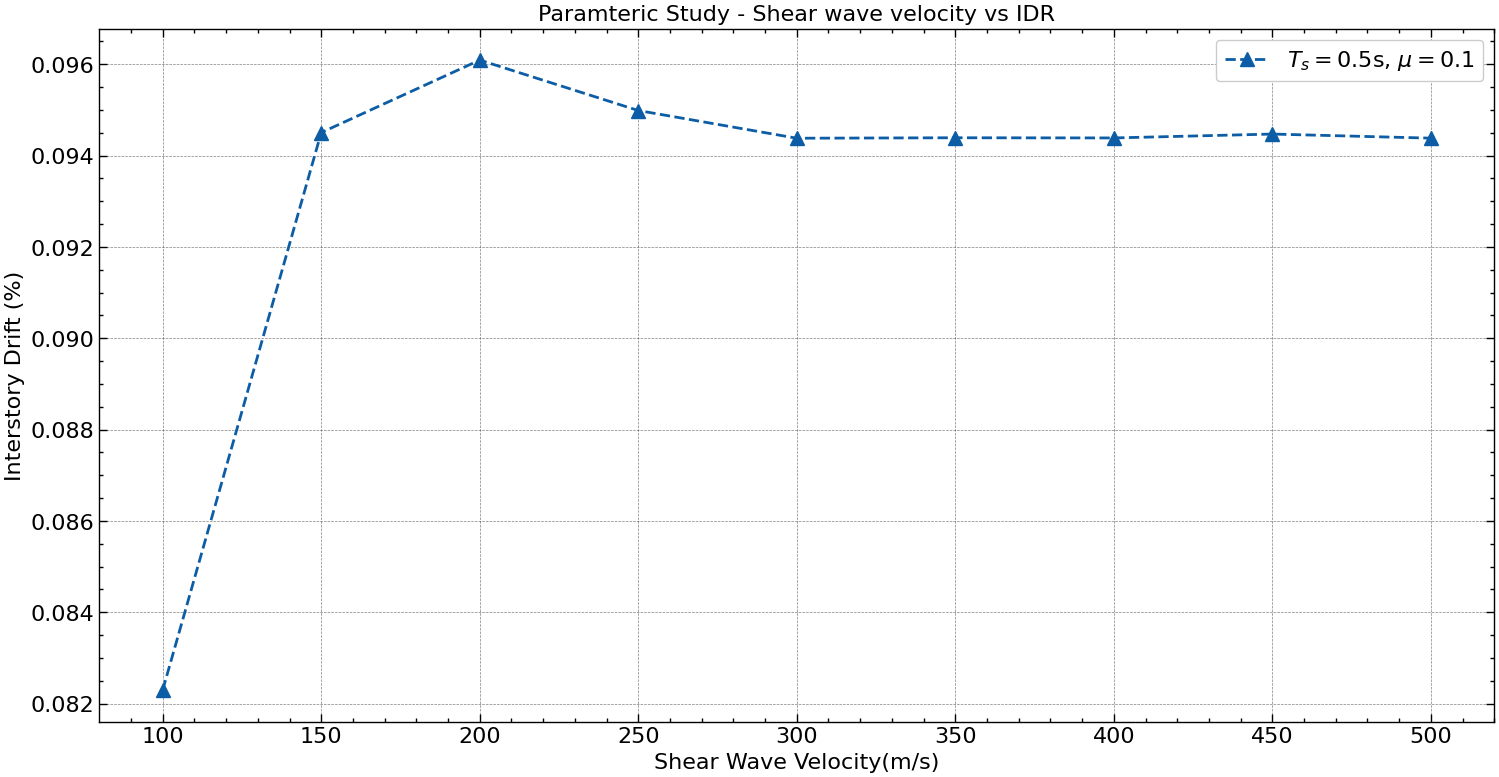 Paramteric Study - Shear wave velocity vs IDR
T_s = 0.5s, μ = 0.1
Interstory Drift (%)
0.096
0.094
0.092
0.090
0.088
0.086
0.084
0.082
100 150 200 250 300 350 400 450 500
Shear Wave Velocity(m/s)